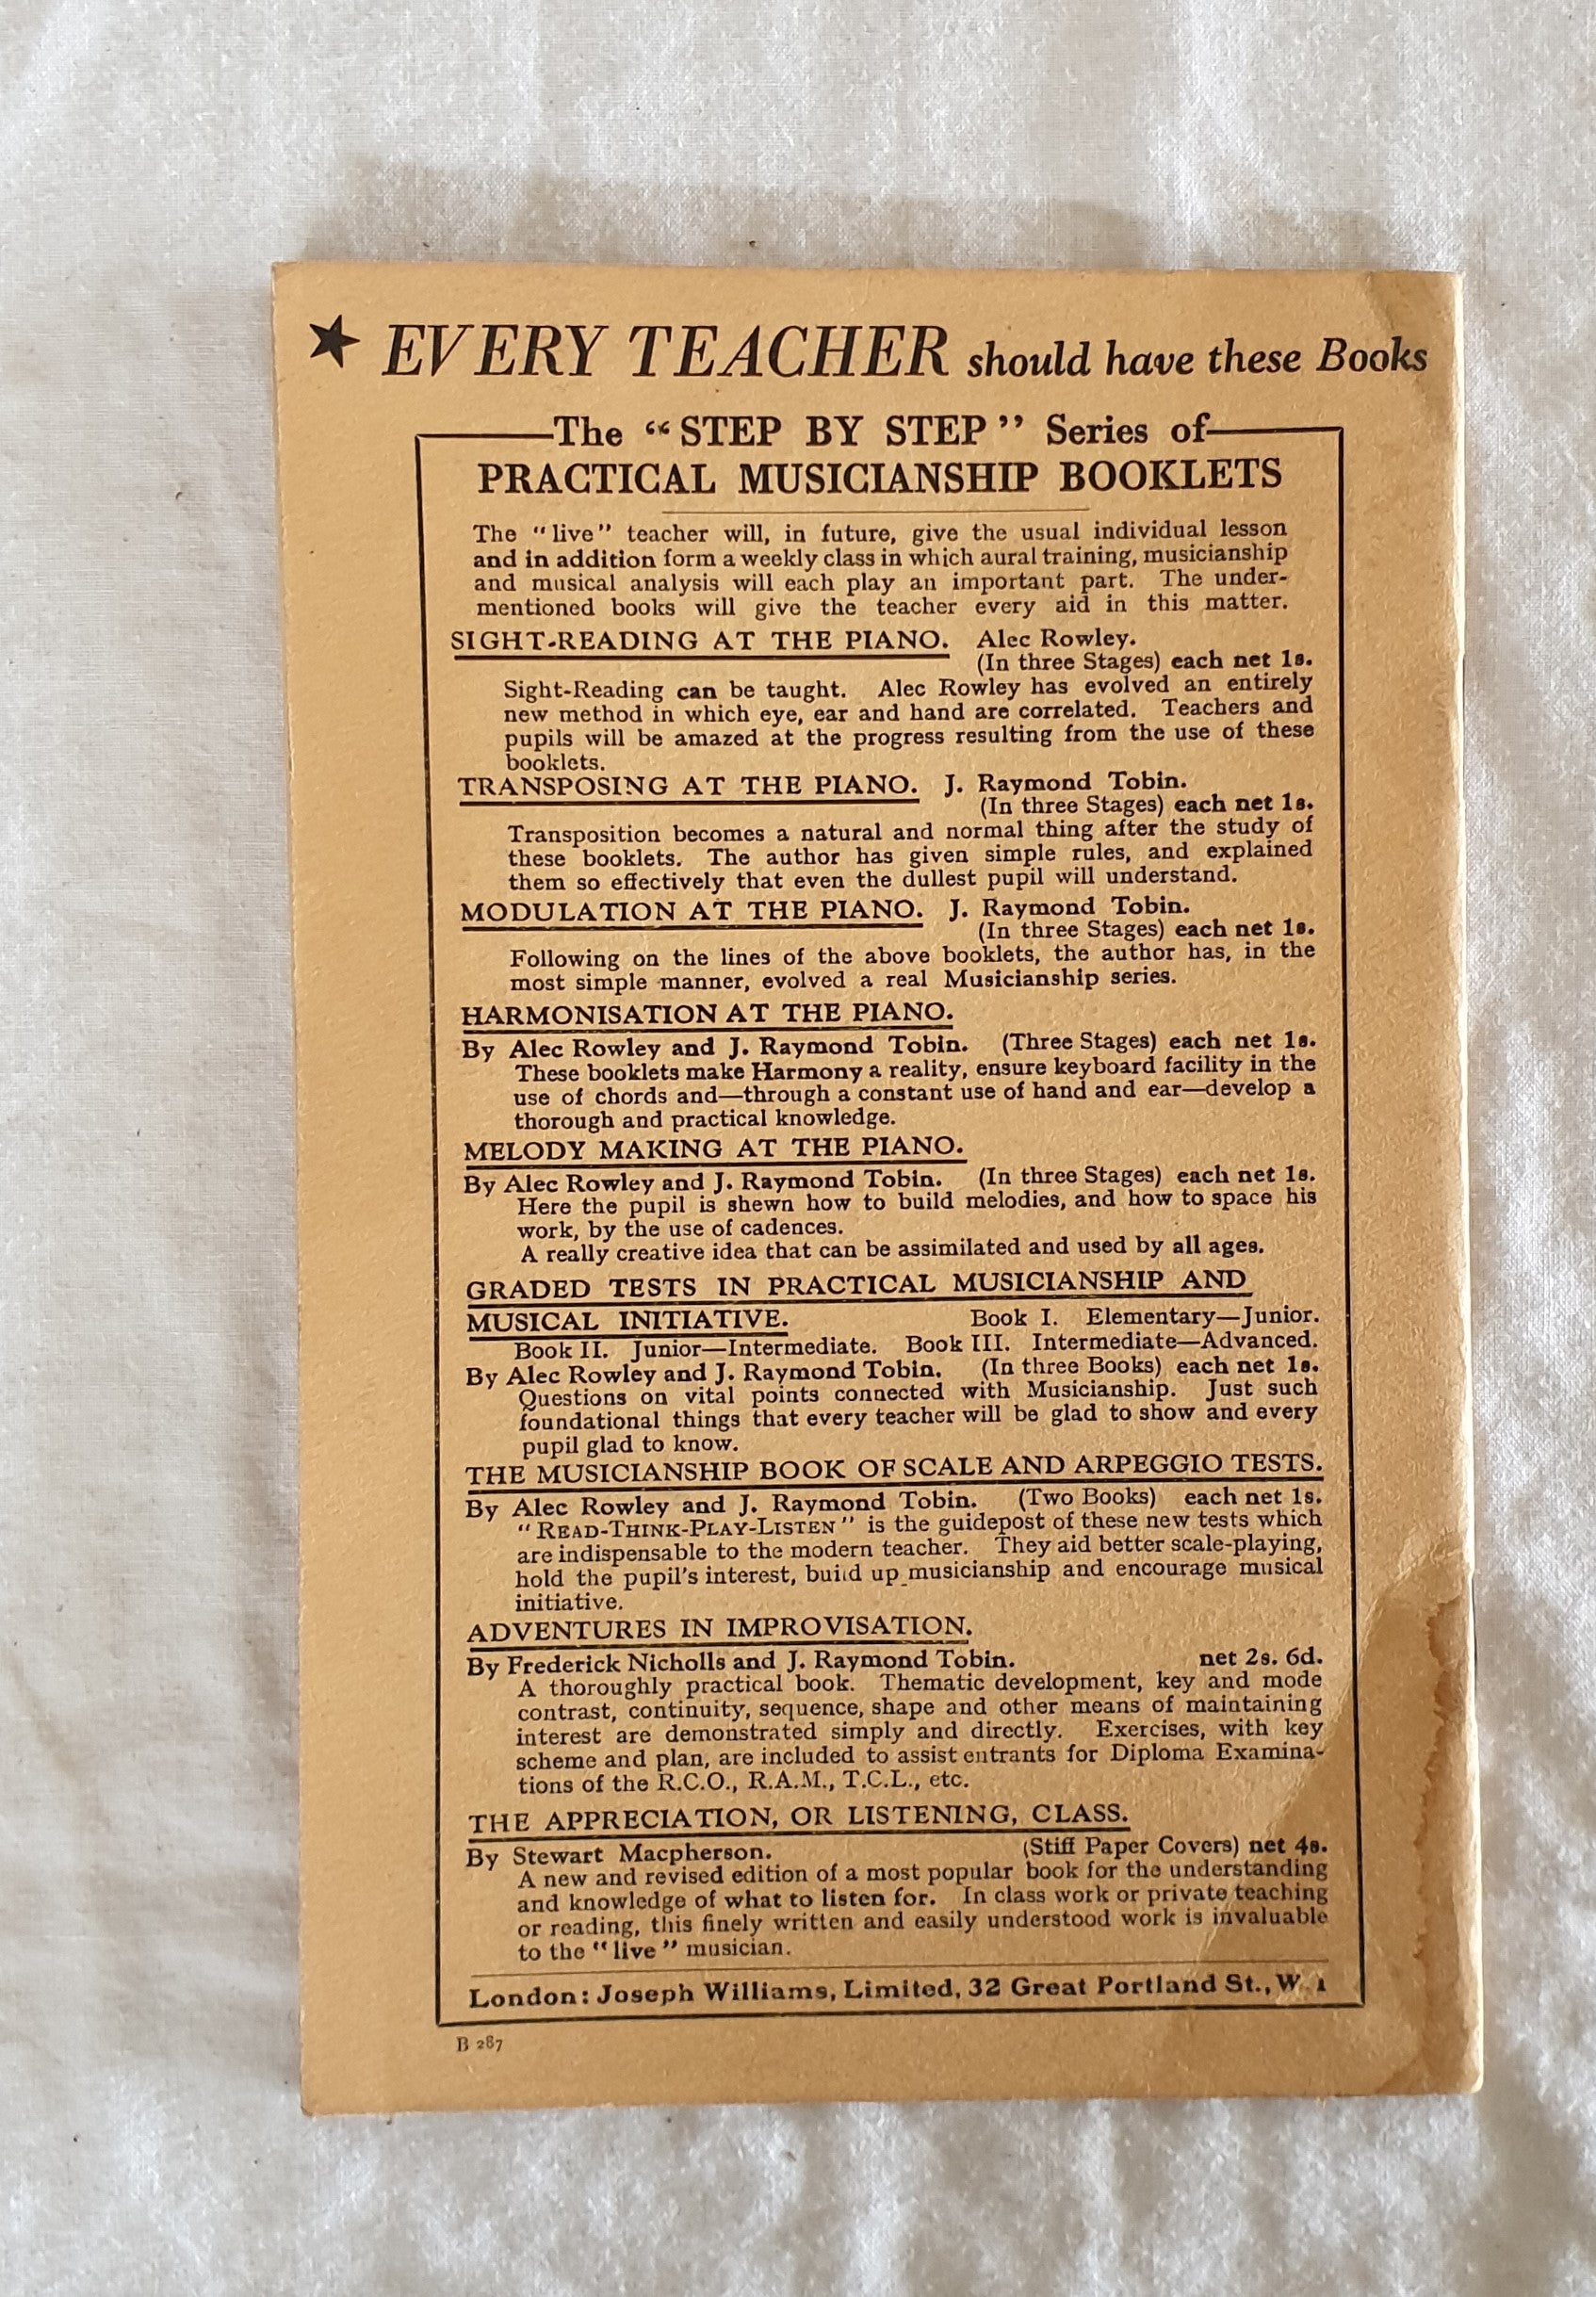 ★ EVERY TEACHER should have these Books
The “STEP BY STEP” Series of
PRACTICAL MUSICIANSHIP BOOKLETS
The “live” teacher will, in future, give the usual individual lesson
and in addition form a weekly class in which aural training, musicianship
and musical analysis will each play an important part. The under-
mentioned books will give the teacher every aid in this matter.
SIGHT-READING AT THE PIANO. Alec Rowley.
(In three Stages) each net 1s.
Sight-Reading can be taught. Alec Rowley has evolved an entirely
new method in which eye, ear and hand are correlated. Teachers and
pupils will be amazed at the progress resulting from the use of these
booklets.
TRANSPOSING AT THE PIANO. J. Raymond Tobin.
(In three Stages) each net 1s.
Transposition becomes a natural and normal thing after the study of
these booklets. The author has given simple rules, and explained
them so effectively that even the dullest pupil will understand.
MODULATION AT THE PIANO. J. Raymond Tobin.
(In three Stages) each net 1s.
Following on the lines of the above booklets, the author has, in the
most simple manner, evolved a real Musicianship series.
HARMONISATION AT THE PIANO.
By Alec Rowley and J. Raymond Tobin. (Three Stages) each net 1s.
These booklets make Harmony a reality, ensure keyboard facility in the
use of chords and—through a constant use of hand and ear—develop a
thorough and practical knowledge.
MELODY MAKING AT THE PIANO.
By Alec Rowley and J. Raymond Tobin. (In three Stages) each net 1s.
Here the pupil is shewn how to build melodies, and how to space his
work, by the use of cadences.
A really creative idea that can be assimilated and used by all ages.
GRADED TESTS IN PRACTICAL MUSICIANSHIP AND
MUSICAL INITIATIVE. Book I. Elementary—Junior.
Book II. Junior—Intermediate. Book III. Intermediate—Advanced.
By Alec Rowley and J. Raymond Tobin. (In three Books) each net 1s.
Questions on vital points connected with Musicianship. Just such
foundational things that every teacher will be glad to show and every
pupil glad to know.
THE MUSICIANSHIP BOOK OF SCALE AND ARPEGGIO TESTS.
By Alec Rowley and J. Raymond Tobin. (Two Books) each net 1s.
“READ-THINK-PLAY-LISTEN” is the guidepost of these new tests which
are indispensable to the modern teacher. They aid better scale-playing,
hold the pupil's interest, build up musicianship and encourage musical
initiative.
ADVENTURES IN IMPROVISATION.
By Frederick Nicholls and J. Raymond Tobin. net 2s. 6d.
A thoroughly practical book. Thematic development, key and mode
contrast, continuity, sequence, shape and other means of maintaining
interest are demonstrated simply and directly. Exercises, with key
scheme and plan, are included to assist entrants for Diploma Examina-
tions of the R.C.O., R.A.M., T.C.L., etc.
THE APPRECIATION, OR LISTENING, CLASS.
By Stewart Macpherson. (Stiff Paper Covers) net 4s.
A new and revised edition of a most popular book for the understanding
and knowledge of what to listen for. In class work or private teaching
or reading, this finely written and easily understood work is invaluable
to the “live” musician.
London: Joseph Williams, Limited, 32 Great Portland St., W. 1
B 287